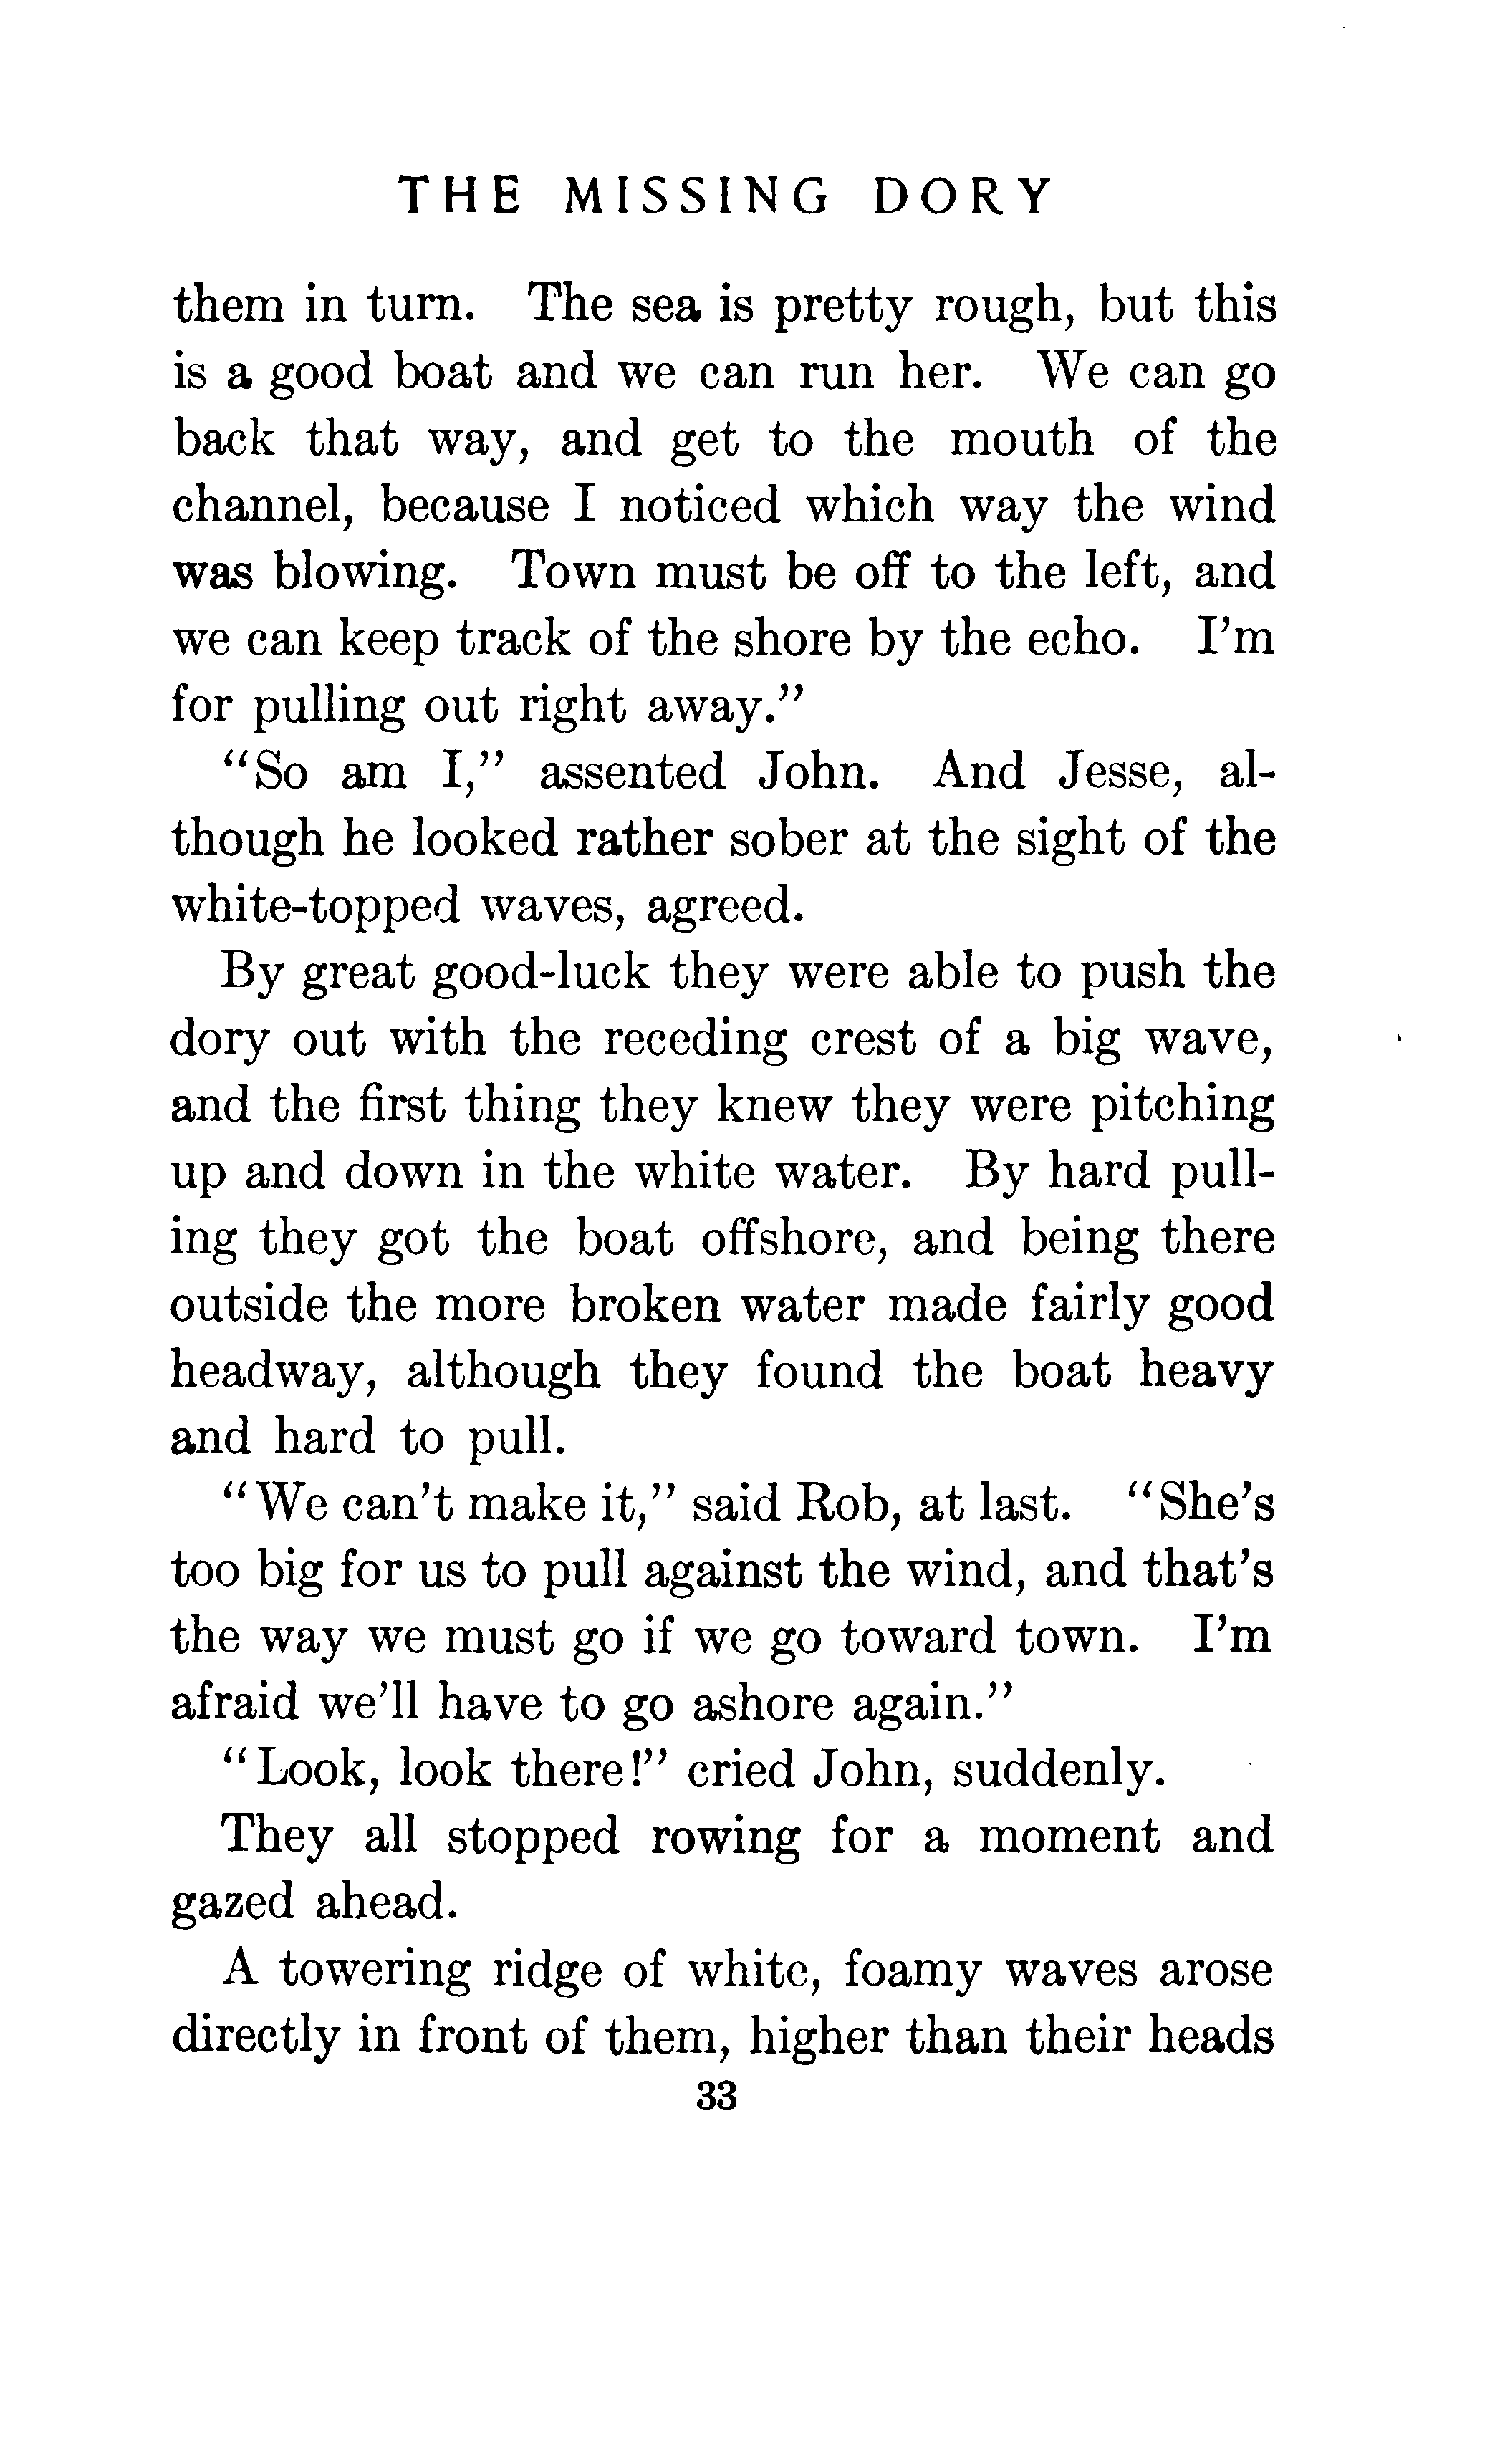 THE MISSING DORY
them in turn. The sea is pretty rough, but this
is a good boat and we can run her. We can go
back that way, and get to the mouth of the
channel, because I noticed which way the wind
was blowing. Town must be off to the left, and
we can keep track of the shore by the echo. I'm
for pulling out right away."
"So am I," assented John. And Jesse, al-
though he looked rather sober at the sight of the
white-topped waves, agreed.
By great good-luck they were able to push the
dory out with the receding crest of a big wave,
and the first thing they knew they were pitching
up and down in the white water. By hard pull-
ing they got the boat offshore, and being there
outside the more broken water made fairly good
headway, although they found the boat heavy
and hard to pull.
"We can't make it," said Rob, at last. "She's
too big for us to pull against the wind, and that's
the way we must go if we go toward town. I'm
afraid we'll have to go ashore again."
"Look, look there!" cried John, suddenly.
They all stopped rowing for a moment and
gazed ahead.
A towering ridge of white, foamy waves arose
directly in front of them, higher than their heads
33